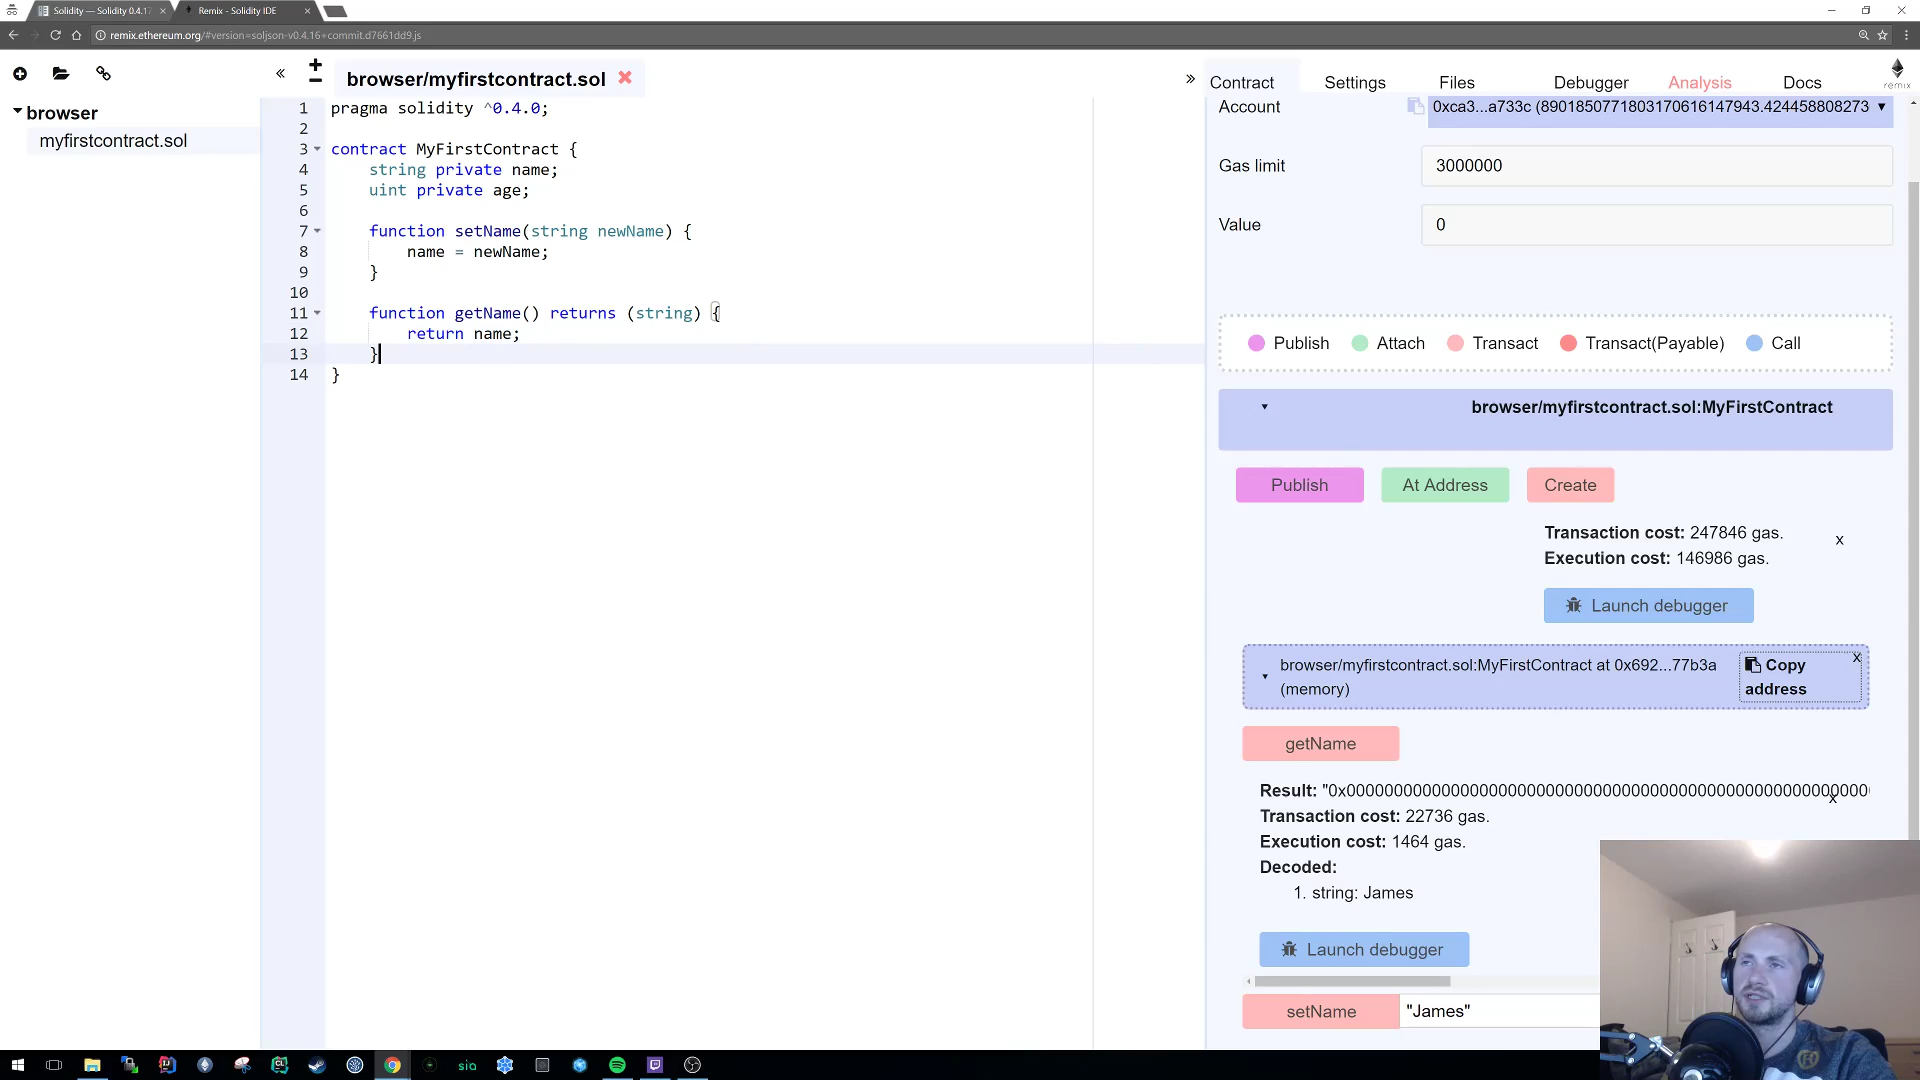 Solidity — Solidity 0.4.17
Remix - Solidity IDE
remix.ethereum.org/#version=soljson-v0.4.16+commit.d7661dd9.js
browser/myfirstcontract.sol
Contract
Settings
Files
Debugger
Analysis
Docs
remix
browser
myfirstcontract.sol
1 pragma solidity ^0.4.0;
2
3 contract MyFirstContract {
4 string private name;
5 uint private age;
6
7 function setName(string newName) {
8 name = newName;
9 }
10
11 function getName() returns (string) {
12 return name;
13 }
14 }
Account
0xca3...a733c (8901850771803170616147943.424458808273
Gas limit
3000000
Value
0
Publish
Attach
Transact
Transact(Payable)
Call
browser/myfirstcontract.sol:MyFirstContract
Publish
At Address
Create
Transaction cost: 247846 gas.
x
Execution cost: 146986 gas.
Launch debugger
browser/myfirstcontract.sol:MyFirstContract at 0x692...77b3a
(memory)
Copy
address
x
getName
Result: "0x0000000000000000000000000000000000000000000000000000000
x
Transaction cost: 22736 gas.
Execution cost: 1464 gas.
Decoded:
1. string: James
Launch debugger
setName
"James"
sia